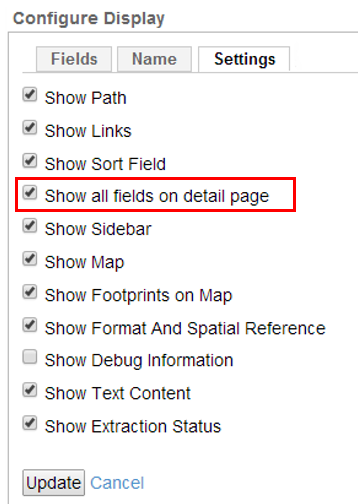 Configure Display
Fields Name Settings
Show Path
Show Links
Show Sort Field
Show all fields on detail page
Show Sidebar
Show Map
Show Footprints on Map
Show Format And Spatial Reference
Show Debug Information
Show Text Content
Show Extraction Status
Update Cancel